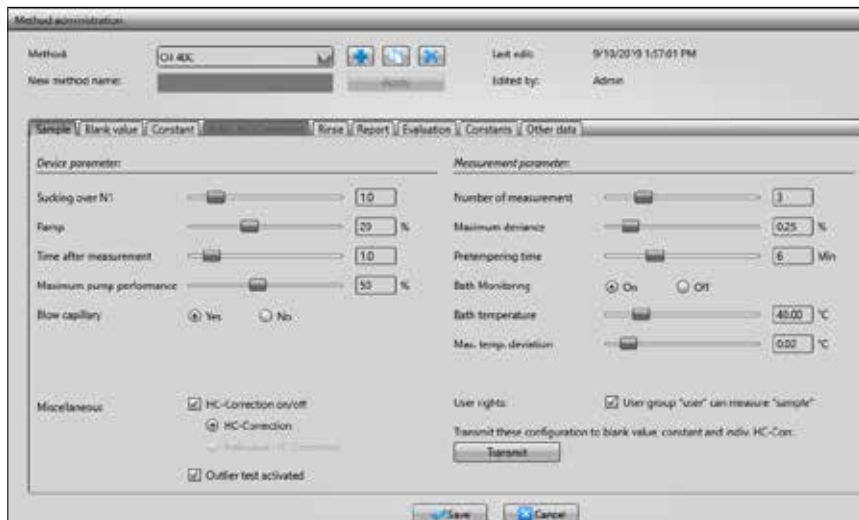 Method administration
Method: Oil 40C Last edit: 9/10/2019 1:57:01 PM
New method name: Apply Edited by: Admin
Sample Blank value Constant Rinse Report Evaluation Constants Other data
Device parameter: Measurement parameter:
Sucking over N1 1.0 Number of measurement 3
Ramp 20 % Maximum deviance 0.25 %
Time after measurement 1.0 Pretempering time 6 Min
Maximum pump performance 50 % Bath Monitoring On Off
Blow capillary Yes No Bath temperature 40.00 °C
Max. temp. deviation 0.02 °C
Miscellaneous HC-Correction on/off User rights: User group "user" can measure "sample"
HC-Correction Transmit these configuration to blank value, constant and indiv. HC-Corr.
Transmit
Outlier test activated
Save Cancel